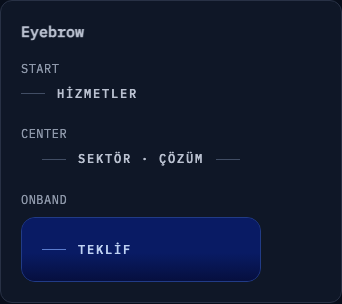 Eyebrow
START
HİZMETLER
CENTER
SEKTÖR · ÇÖZÜM
ONBAND
TEKLİF